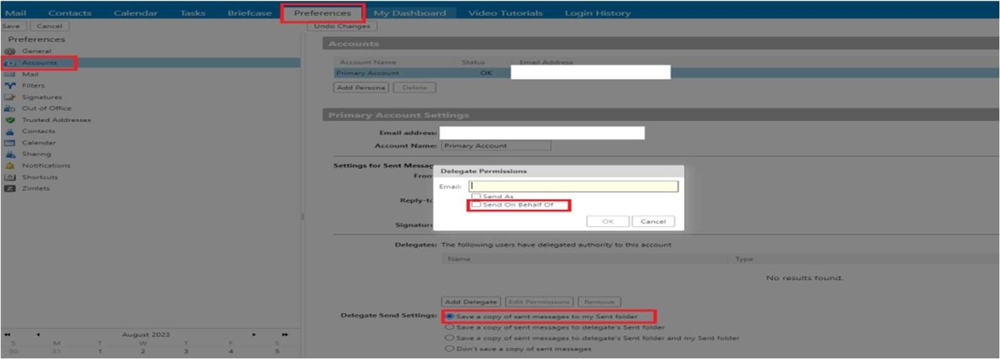 Mail Contacts Calendar Tasks Briefcase Preferences My Dashboard Video Tutorials Login History
Save Cancel Undo Changes
Preferences
General
Accounts
Mail
Filters
Signatures
Out of Office
Trusted Addresses
Contacts
Calendar
Sharing
Notifications
Shortcuts
Zimlets
Accounts
Account Name Status Email Address
Primary Account OK
Add Persona Delete
Primary Account Settings
Email address:
Account Name: Primary Account
Settings for Sent Messag
From
Reply-to
Signature
Delegate Permissions
Email:
Send As
Send On Behalf Of
OK Cancel
Delegates: The following users have delegated authority to this account
Name Type
No results found.
Add Delegate Edit Permissions Remove
Delegate Send Settings: Save a copy of sent messages to my Sent folder
Save a copy of sent messages to delegate's Sent folder
Save a copy of sent messages to delegate's Sent folder and my Sent folder
Don't save a copy of sent messages
August 2023
S M T W T F S
30 31 1 2 3 4 5